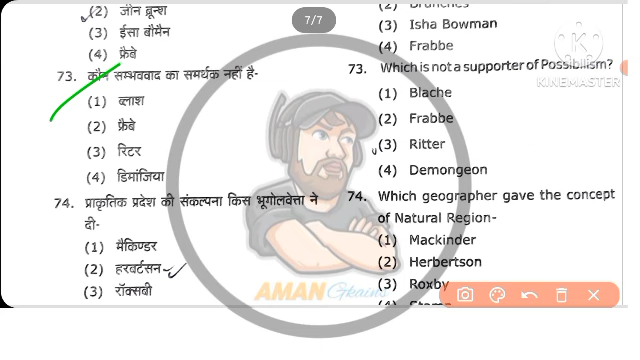 (2) जीन ब्रून्श
(3) ईसा बौमैन
(4) फ्रैबे
73. कौन सम्भववाद का समर्थक नहीं है-
(1) ब्लाश
(2) फ्रैबे
(3) रिटर
(4) डिमांजिया
74. प्राकृतिक प्रदेश की संकल्पना किस भूगोलवेत्ता ने
दी-
(1) मैकिण्डर
(2) हरबर्टसन
(3) रॉक्सबी
7/7
(2)
(3) Isha Bowman
(4) Frabbe
73. Which is not a supporter of Possibilism?
(1) Blache
(2) Frabbe
(3) Ritter
(4) Demongeon
74. Which geographer gave the concept
of Natural Region-
(1) Mackinder
(2) Herbertson
(3) Roxby
KINEMASTER
AMAN